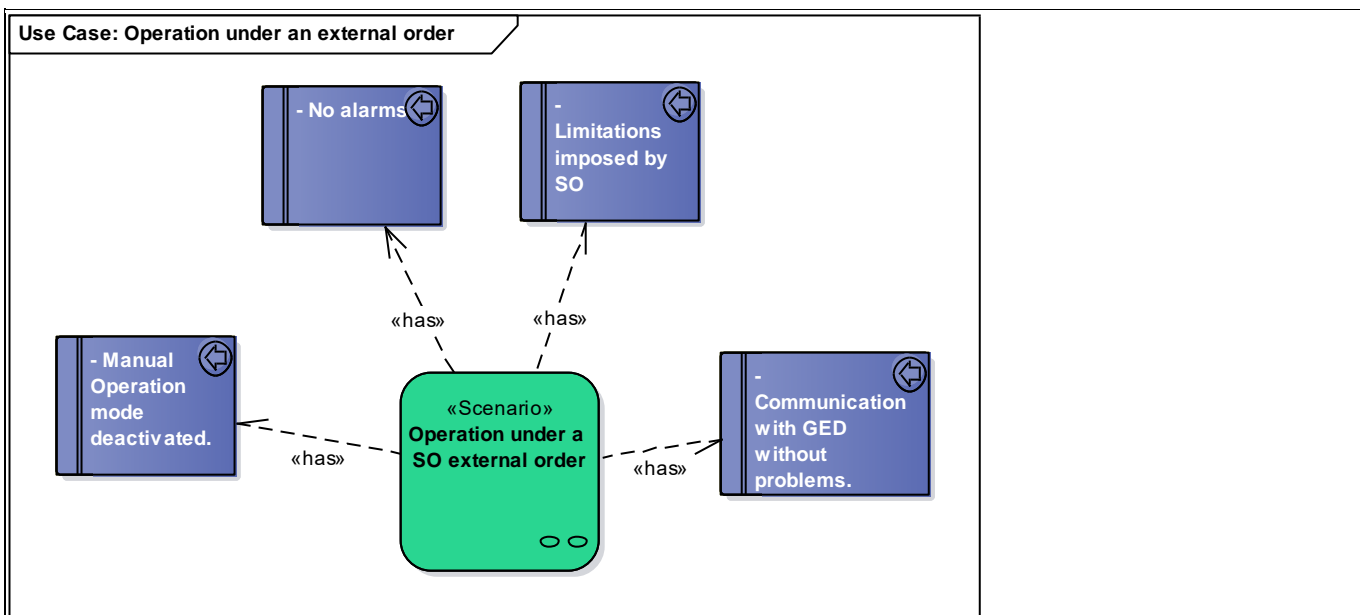 Use Case: Operation under an external order
- No alarms
-
Limitations
imposed by
SO
«has»
«has»
- Manual
Operation
mode
deactivated.
«has»
«Scenario»
Operation under a
SO external order
«has»
-
Communication
with GED
without
problems.